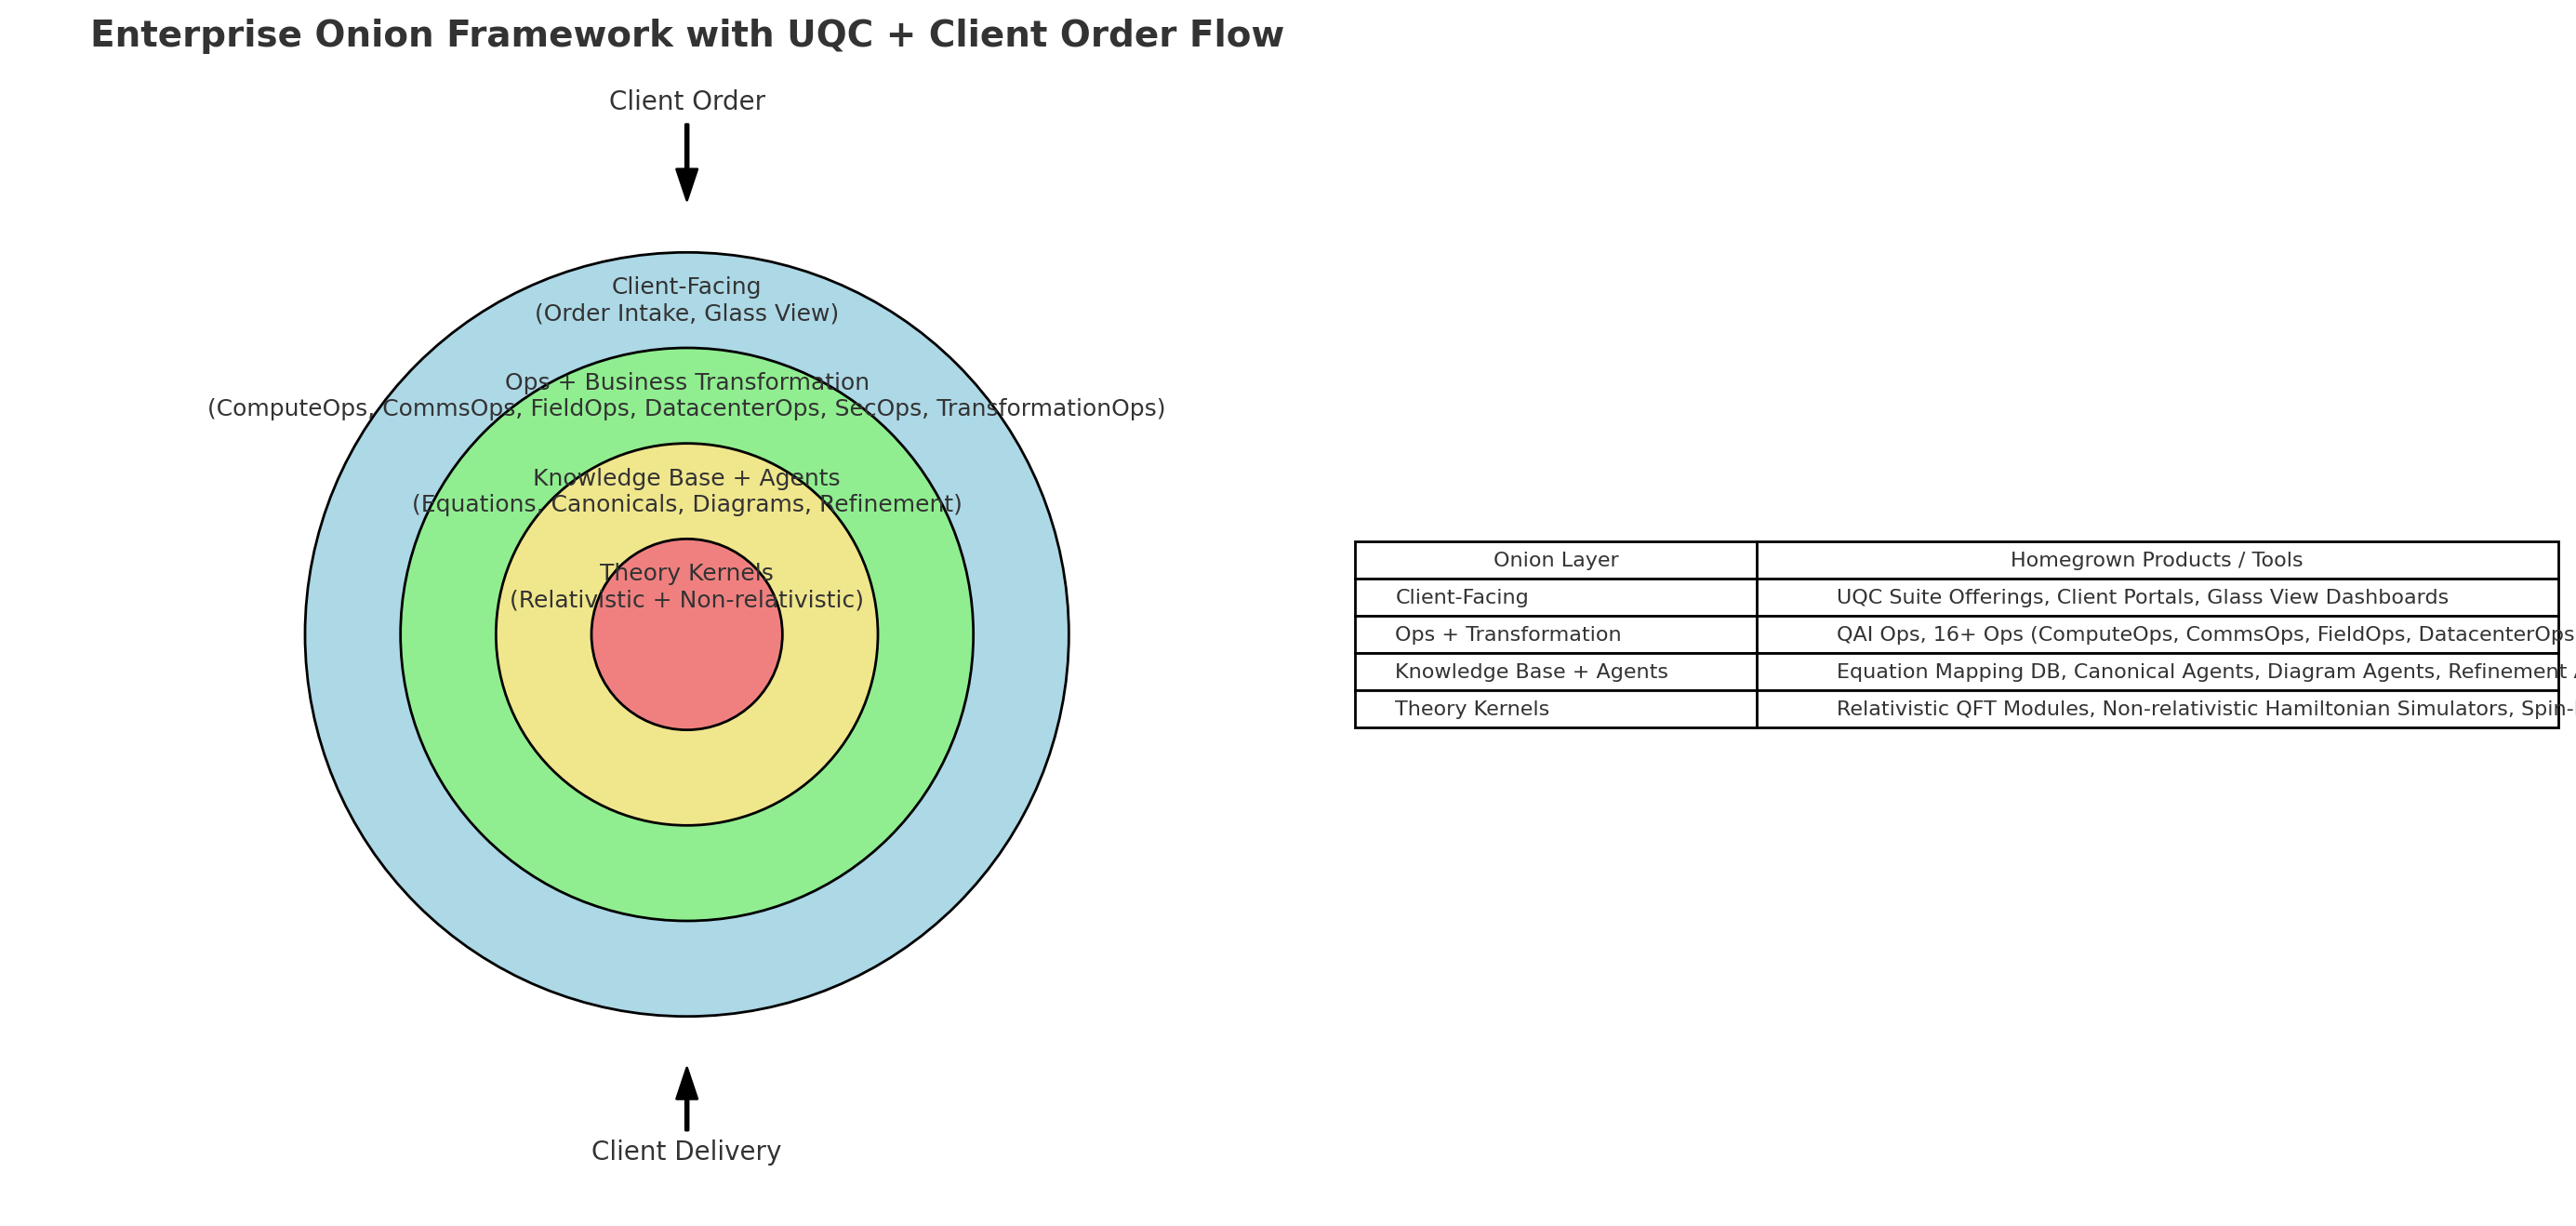 Enterprise Onion Framework with UQC + Client Order Flow
Client Order
Client-Facing
(Order Intake, Glass View)
Ops + Business Transformation
(ComputeOps, CommsOps, FieldOps, DatacenterOps, SecOps, TransformationOps)
Knowledge Base + Agents
(Equations, Canonicals, Diagrams, Refinement)
Theory Kernels
(Relativistic + Non-relativistic)
Client Delivery
Onion Layer Homegrown Products / Tools
Client-Facing UQC Suite Offerings, Client Portals, Glass View Dashboards
Ops + Transformation QAI Ops, 16+ Ops (ComputeOps, CommsOps, FieldOps, DatacenterOps
Knowledge Base + Agents Equation Mapping DB, Canonical Agents, Diagram Agents, Refinement
Theory Kernels Relativistic QFT Modules, Non-relativistic Hamiltonian Simulators, Spin-